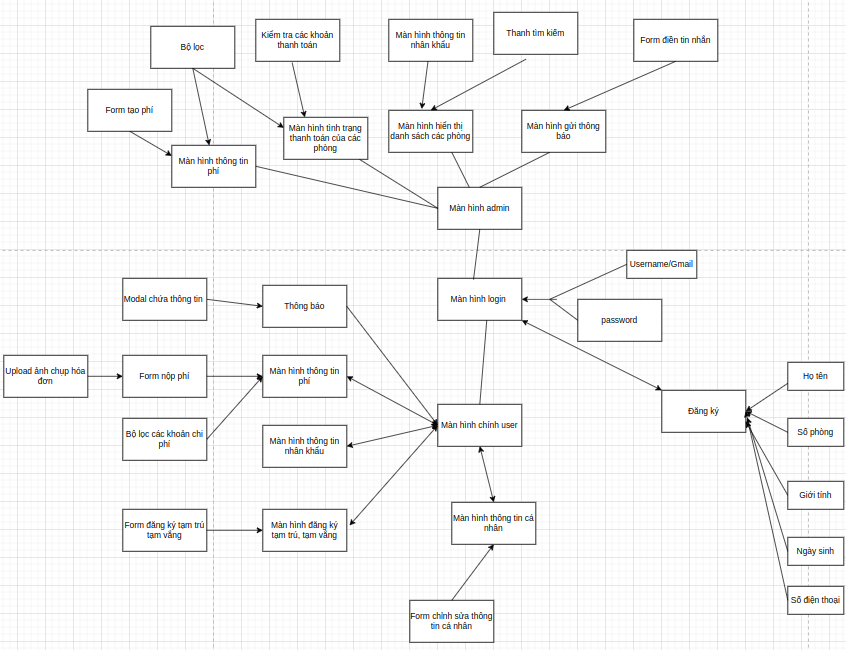 Bộ lọc
Kiểm tra các khoản
thanh toán
Màn hình thông tin
nhân khẩu
Thanh tìm kiếm
Form điền tin nhắn
Form tạo phí
Màn hình thông tin
phí
Màn hình tình trạng
thanh toán của các
phòng
Màn hình hiển thị
danh sách các phòng
Màn hình gửi thông
báo
Màn hình admin
Modal chứa thông tin
Thông báo
Màn hình login
Username/Gmail
password
Upload ảnh chụp hóa
đơn
Form nộp phí
Màn hình thông tin
phí
Bộ lọc các khoản chi
phí
Màn hình thông tin
nhân khẩu
Màn hình chính user
Đăng ký
Họ tên
Số phòng
Giới tính
Ngày sinh
Số điện thoại
Form đăng ký tạm trú
tạm vắng
Màn hình đăng ký
tạm trú, tạm vắng
Màn hình thông tin cá
nhân
Form chỉnh sửa thông
tin cá nhân